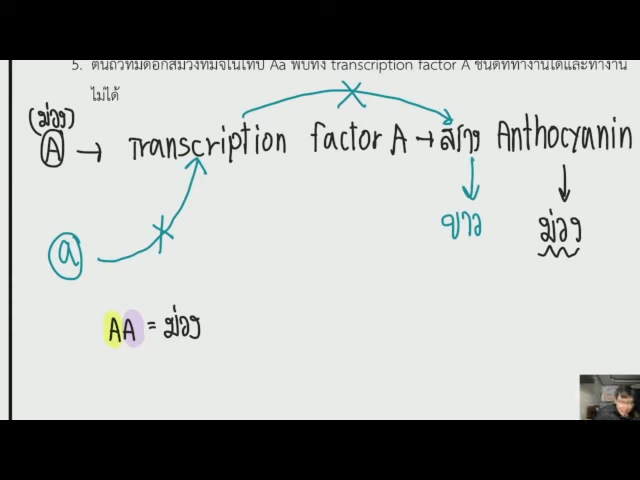 5. ต้นถั่วที่มีดอกสีม่วงที่มีจีโนไทป์ Aa พบทั้ง transcription factor A ชนิดที่ทำงานได้และทำงาน
ไม่ได้
(ม่วง)
A → Transcription factor A → สร้าง Anthocyanin
a
ขาว
ม่วง
AA = ม่วง